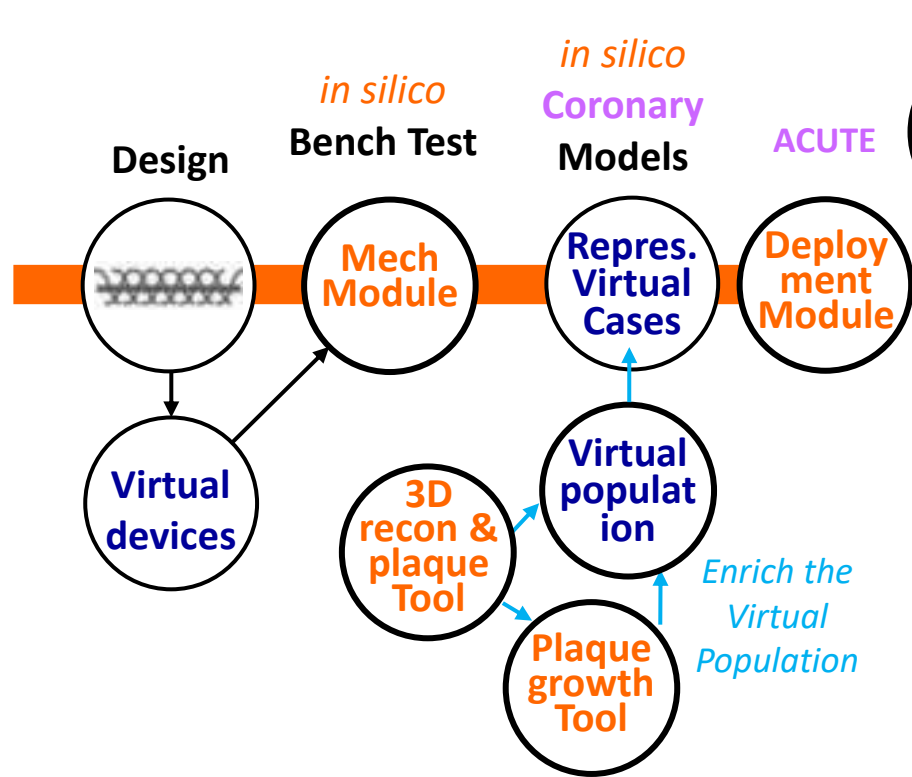 in silico
Coronary
Models
in silico
Bench Test
Design
ACUTE
Mech
Module
Repres.
Virtual
Cases
Deploy
ment
Module
Virtual
devices
3D
recon &
plaque
Tool
Virtual
populat
ion
Enrich the
Virtual
Population
Plaque
growth
Tool